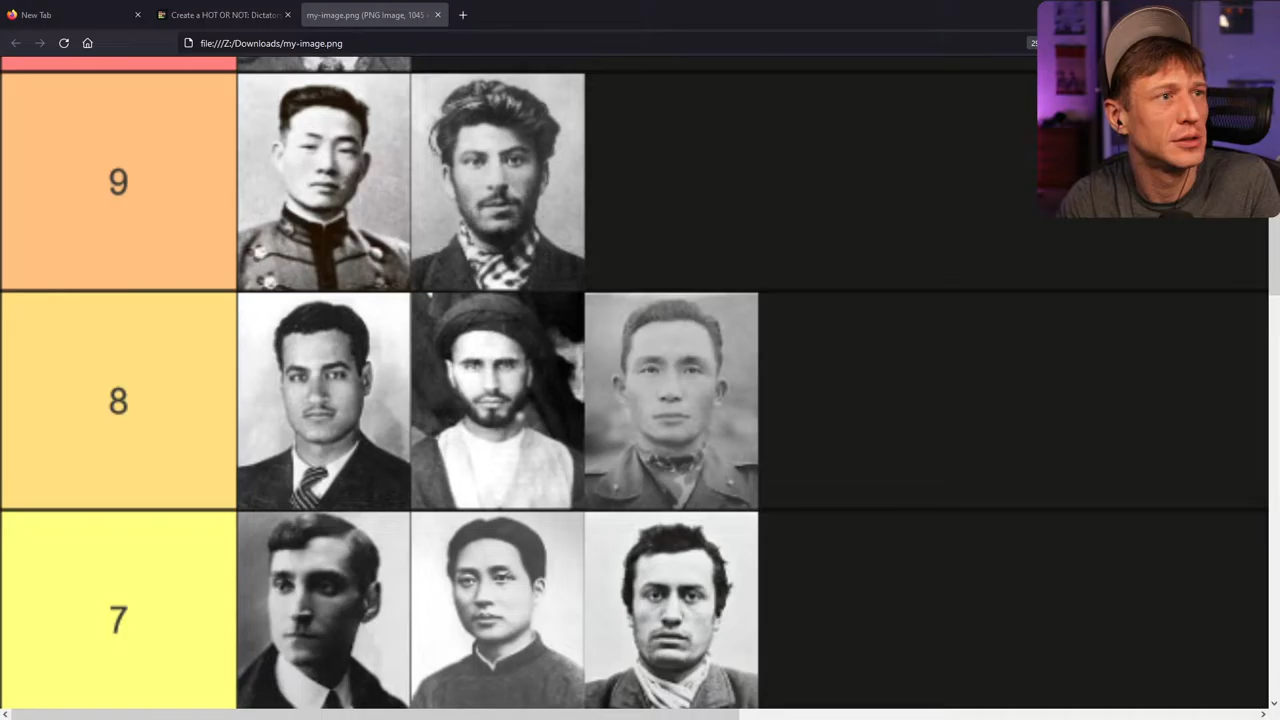 New Tab
Create a HOT OR NOT: Dictator
my-image.png (PNG Image, 1045
file:///Z:/Downloads/my-image.png
9
8
7